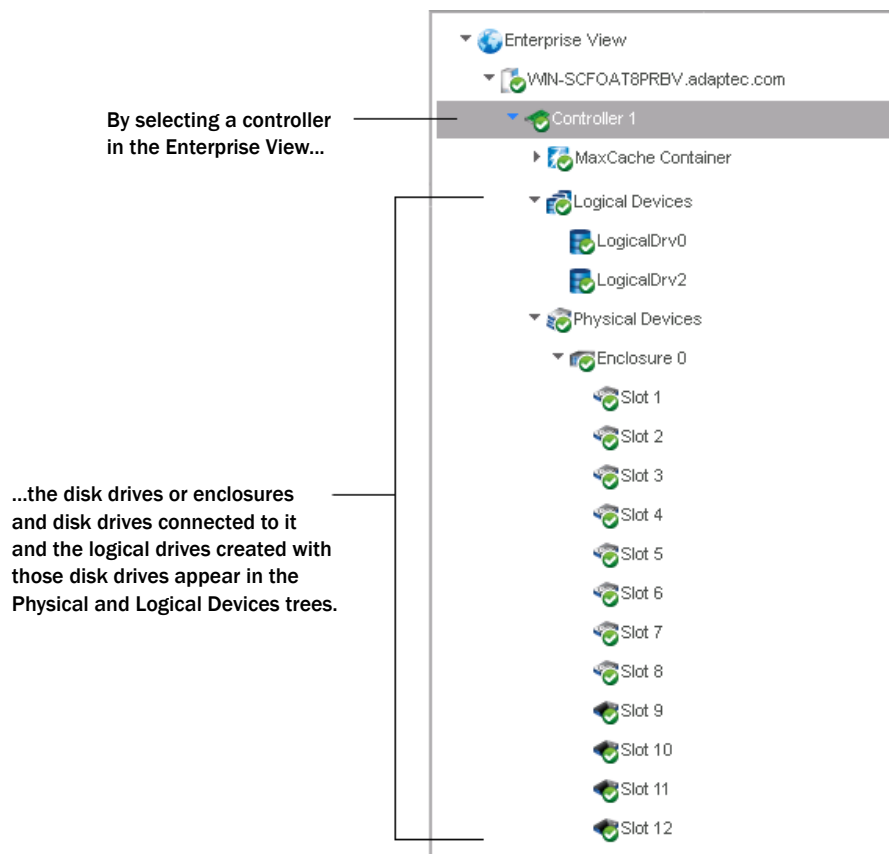 Enterprise View
WIN-SCFOAT8PRBV.adaptec.com
By selecting a controller
in the Enterprise View...
Controller 1
MaxCache Container
Logical Devices
LogicalDrv0
LogicalDrv2
Physical Devices
Enclosure 0
Slot 1
Slot 2
Slot 3
Slot 4
Slot 5
Slot 6
Slot 7
Slot 8
Slot 9
Slot 10
Slot 11
Slot 12
...the disk drives or enclosures
and disk drives connected to it
and the logical drives created with
those disk drives appear in the
Physical and Logical Devices trees.